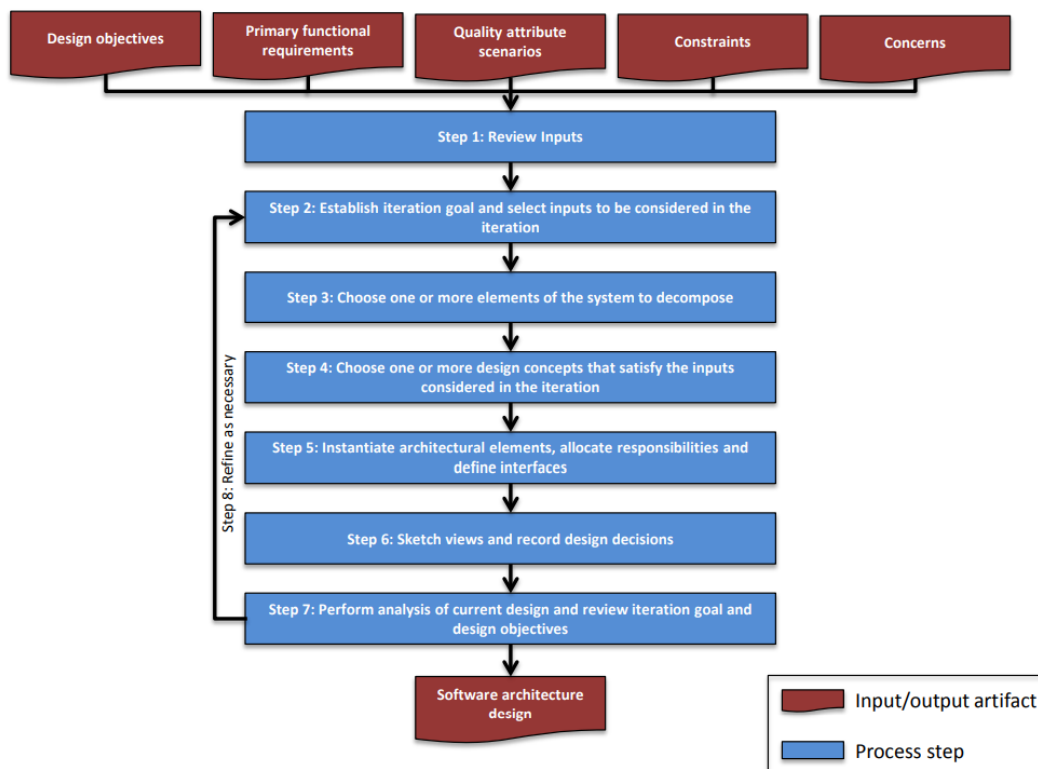 Design objectives
Primary functional
requirements
Quality attribute
scenarios
Constraints
Concerns
Step 1: Review Inputs
Step 2: Establish iteration goal and select inputs to be considered in the
iteration
Step 3: Choose one or more elements of the system to decompose
Step 4: Choose one or more design concepts that satisfy the inputs
considered in the iteration
Step 5: Instantiate architectural elements, allocate responsibilities and
define interfaces
Step 6: Sketch views and record design decisions
Step 7: Perform analysis of current design and review iteration goal and
design objectives
Step 8: Refine as necessary
Software architecture
design
Input/output artifact
Process step